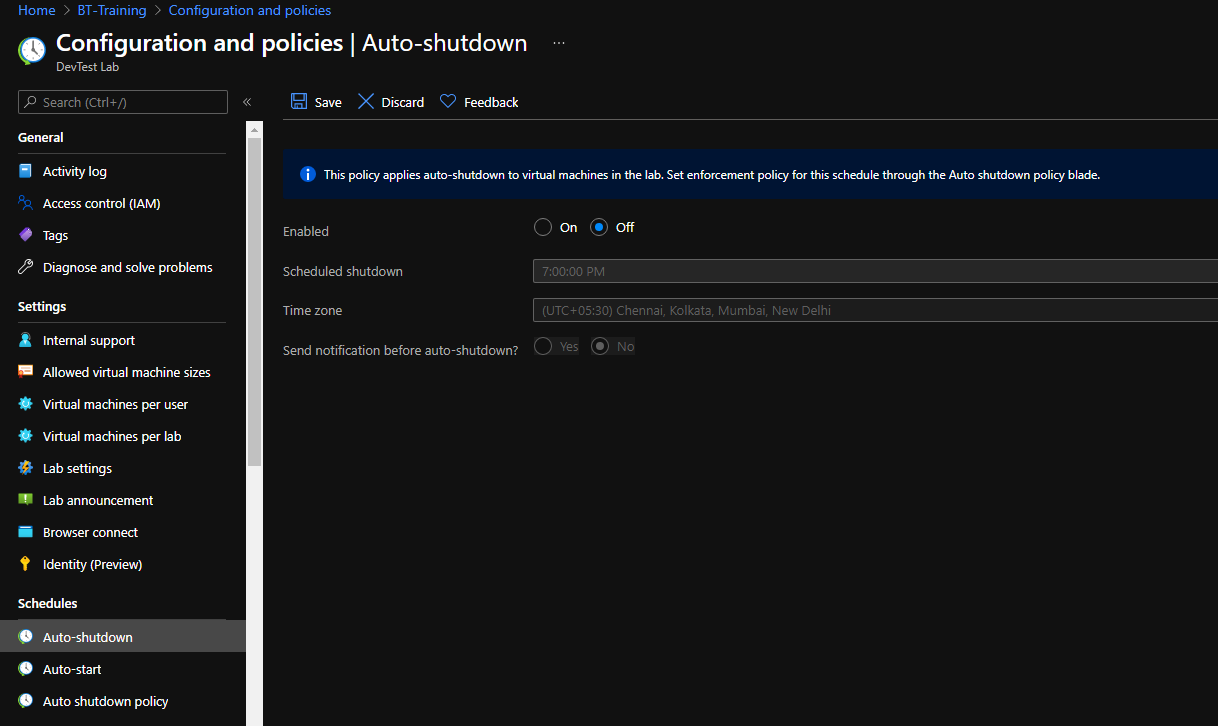 Home > BT-Training > Configuration and policies
Configuration and policies | Auto-shutdown ...
DevTest Lab
Search (Ctrl+/) «
General
Activity log
Access control (IAM)
Tags
Diagnose and solve problems
Settings
Internal support
Allowed virtual machine sizes
Virtual machines per user
Virtual machines per lab
Lab settings
Lab announcement
Browser connect
Identity (Preview)
Schedules
Auto-shutdown
Auto-start
Auto shutdown policy
Save Discard Feedback
This policy applies auto-shutdown to virtual machines in the lab. Set enforcement policy for this schedule through the Auto shutdown policy blade.
Enabled On Off
Scheduled shutdown 7:00:00 PM
Time zone (UTC+05:30) Chennai, Kolkata, Mumbai, New Delhi
Send notification before auto-shutdown? Yes No